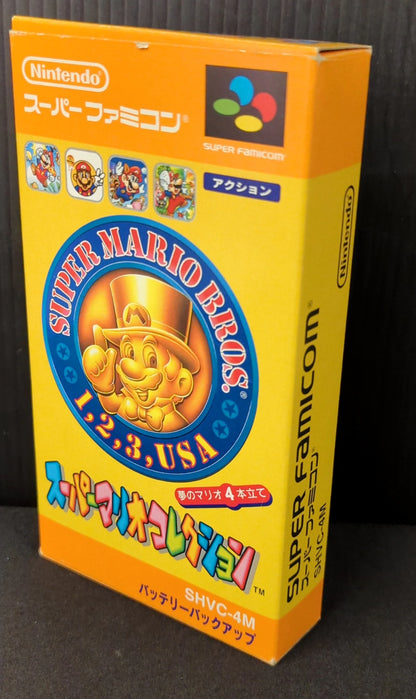 Nintendo®
スーパーファミコン®
SUPER FAMICOM™
アクション
SUPER MARIO BROS.®
1, 2, 3, USA
夢のマリオ4本立て
スーパーマリオコレクション™
SHVC-4M
バッテリーバックアップ
Nintendo®
SUPER FAMICOM®
スーパーファミコン
SHVC-4M